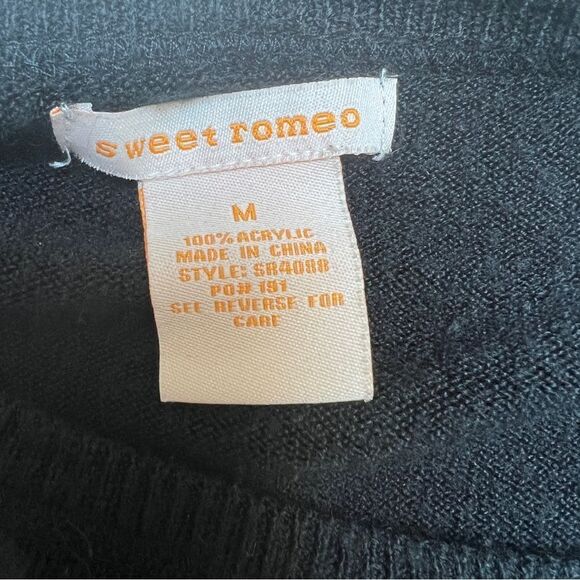 sweet romeo
M
100% ACRYLIC
MADE IN CHINA
STYLE: SR4088
PO# 191
SEE REVERSE FOR
CARE